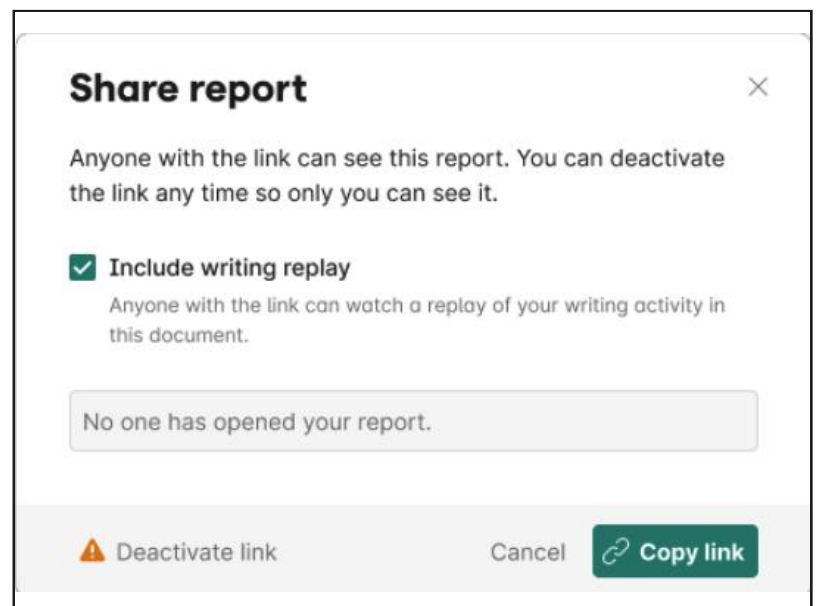 Share report
Anyone with the link can see this report. You can deactivate
the link any time so only you can see it.
Include writing replay
Anyone with the link can watch a replay of your writing activity in
this document.
No one has opened your report.
Deactivate link
Cancel
Copy link